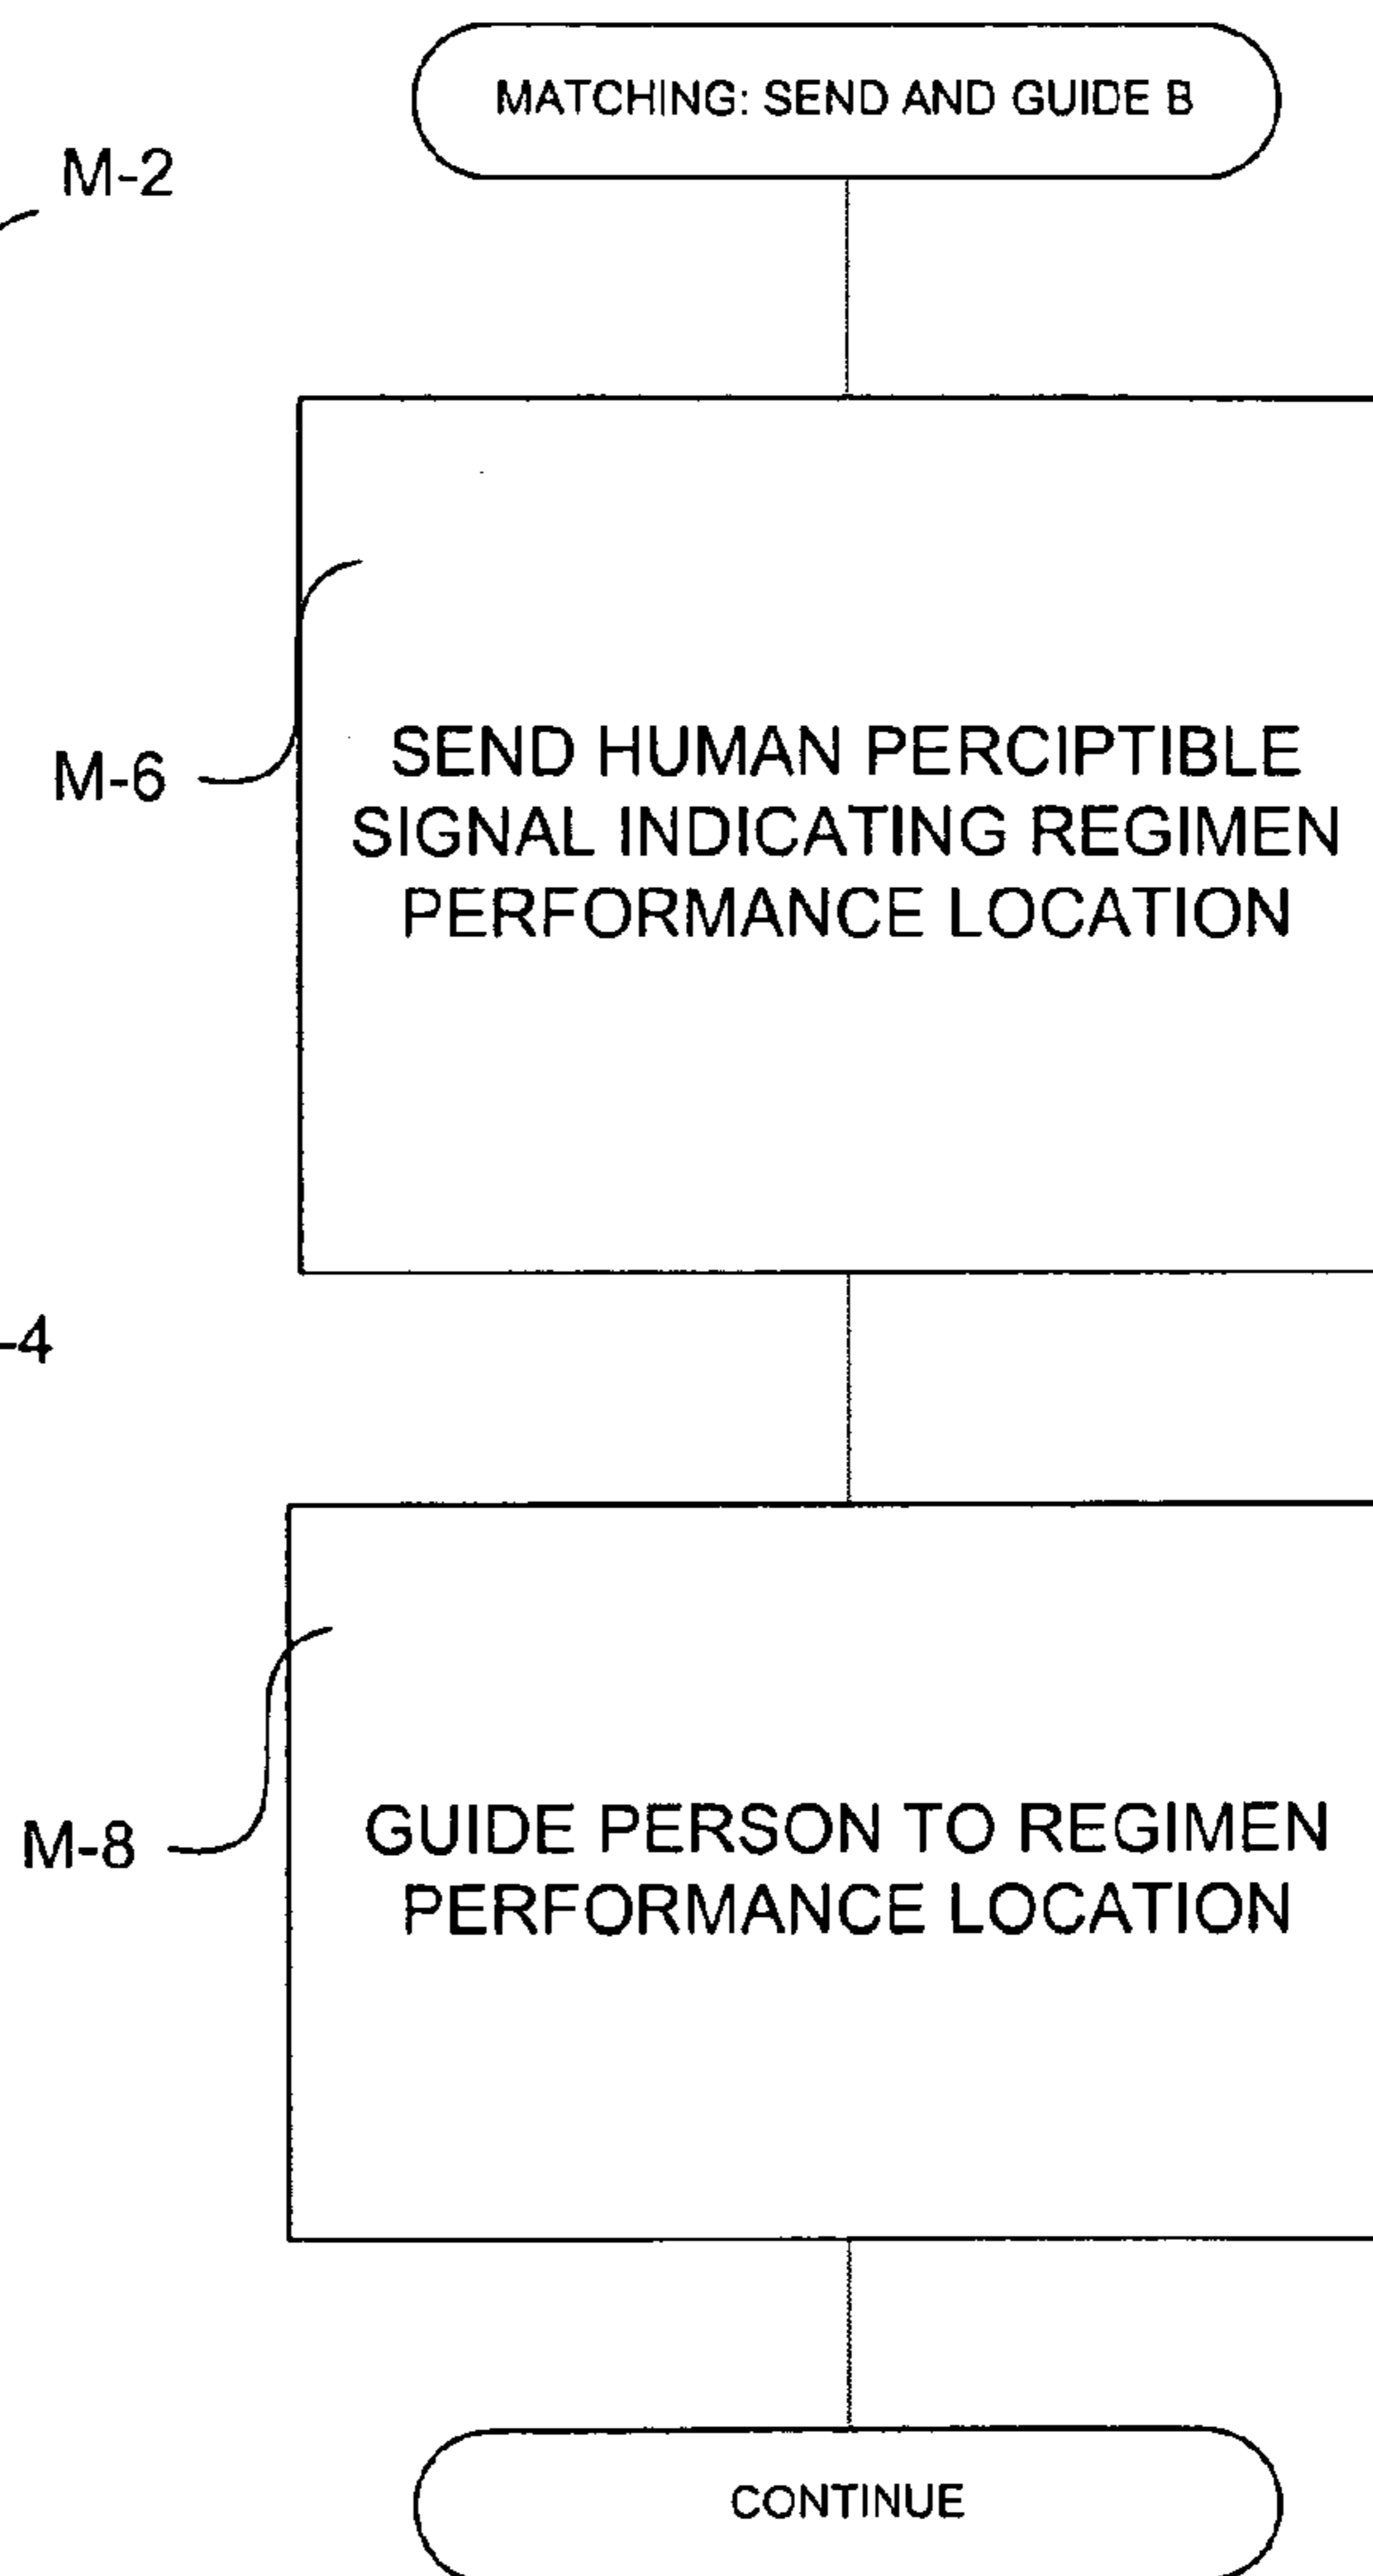 MATCHING: SEND AND GUIDE B
M-2
SEND HUMAN PERCIPTIBLE
SIGNAL INDICATING REGIMEN
PERFORMANCE LOCATION
M-6
-4
GUIDE PERSON TO REGIMEN
PERFORMANCE LOCATION
M-8
CONTINUE